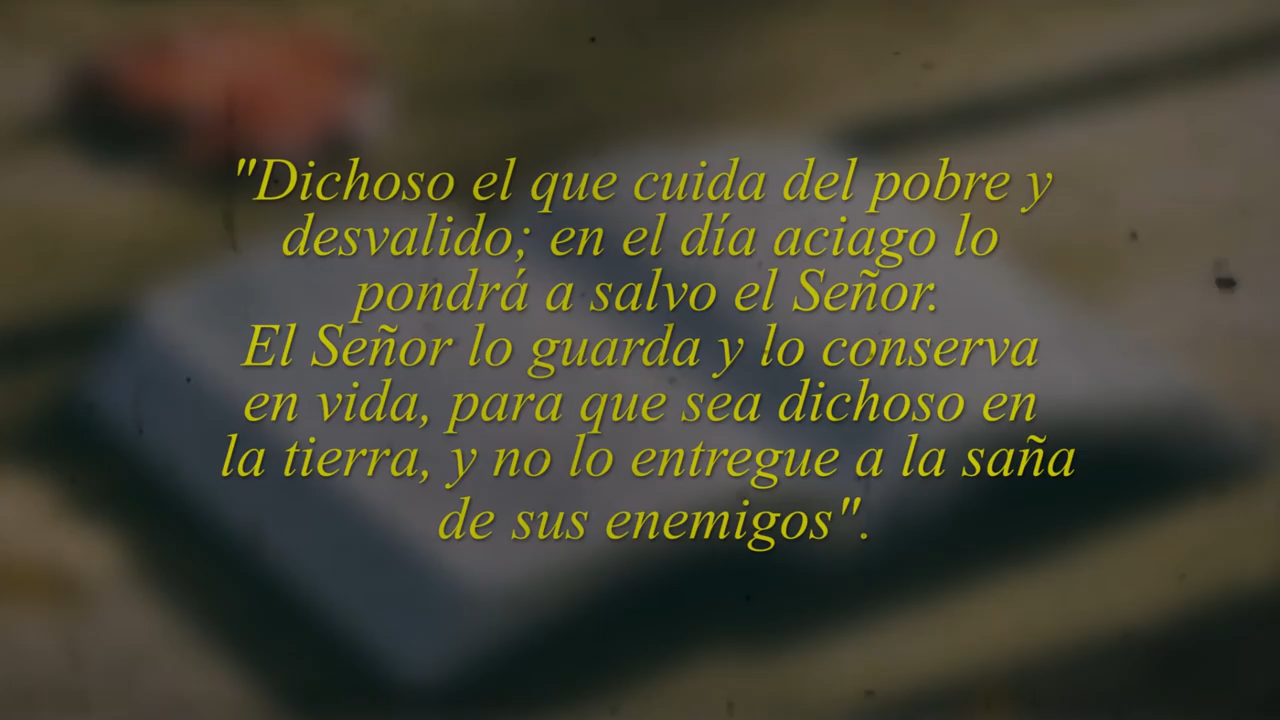 "Dichoso el que cuida del pobre y
desvalido; en el día aciago lo
pondrá a salvo el Señor.
El Señor lo guarda y lo conserva
en vida, para que sea dichoso en
la tierra, y no lo entregue a la saña
de sus enemigos".